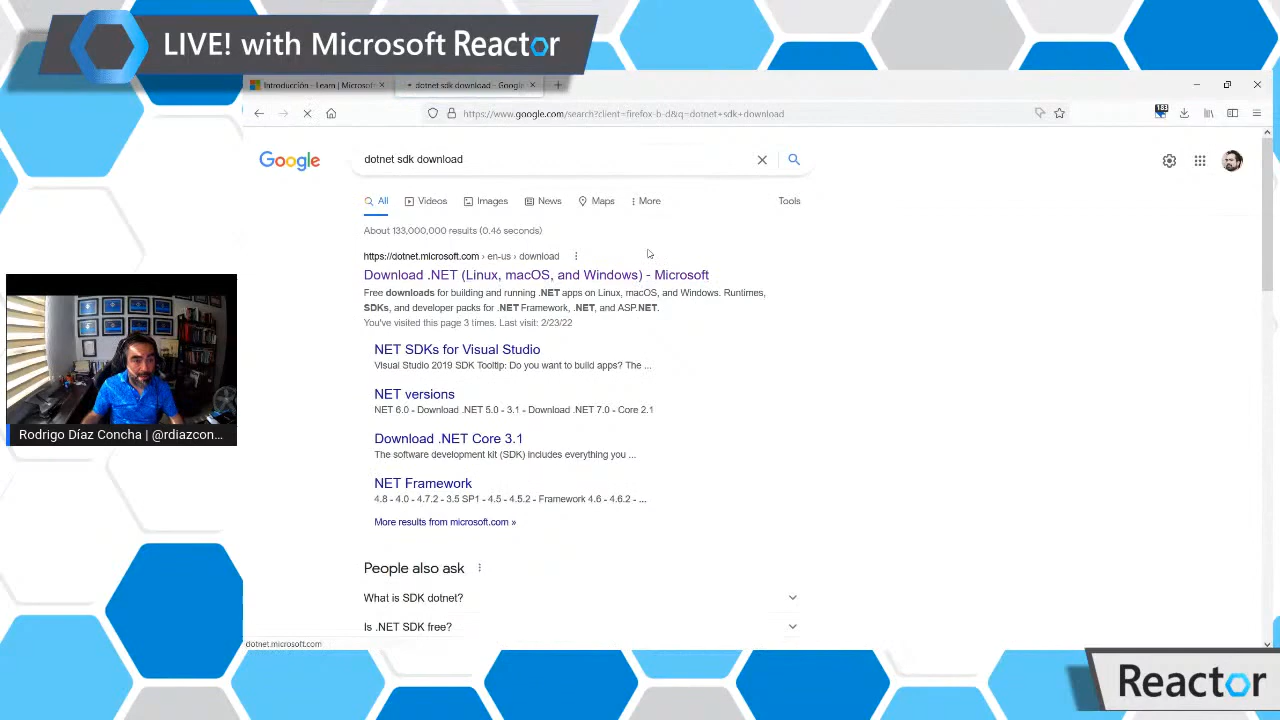 LIVE! with Microsoft Reactor
Introducción - Learn | Microsoft
dotnet sdk download - Google
https://www.google.com/search?client=firefox-b-d&q=dotnet+sdk+download
183
Google
dotnet sdk download
All
Videos
Images
News
Maps
More
Tools
About 133,000,000 results (0.46 seconds)
https://dotnet.microsoft.com › en-us › download
Download .NET (Linux, macOS, and Windows) - Microsoft
Free downloads for building and running .NET apps on Linux, macOS, and Windows. Runtimes,
SDKs, and developer packs for .NET Framework, .NET, and ASP.NET.
You've visited this page 3 times. Last visit: 2/23/22
NET SDKs for Visual Studio
Visual Studio 2019 SDK Tooltip: Do you want to build apps? The ...
NET versions
NET 6.0 - Download .NET 5.0 - 3.1 - Download .NET 7.0 - Core 2.1
Download .NET Core 3.1
The software development kit (SDK) includes everything you ...
NET Framework
4.8 - 4.0 - 4.7.2 - 3.5 SP1 - 4.5 - 4.5.2 - Framework 4.6 - 4.6.2 - ...
More results from microsoft.com »
People also ask
What is SDK dotnet?
Is .NET SDK free?
dotnet.microsoft.com
Rodrigo Díaz Concha | @rdiazcon...
Reactor